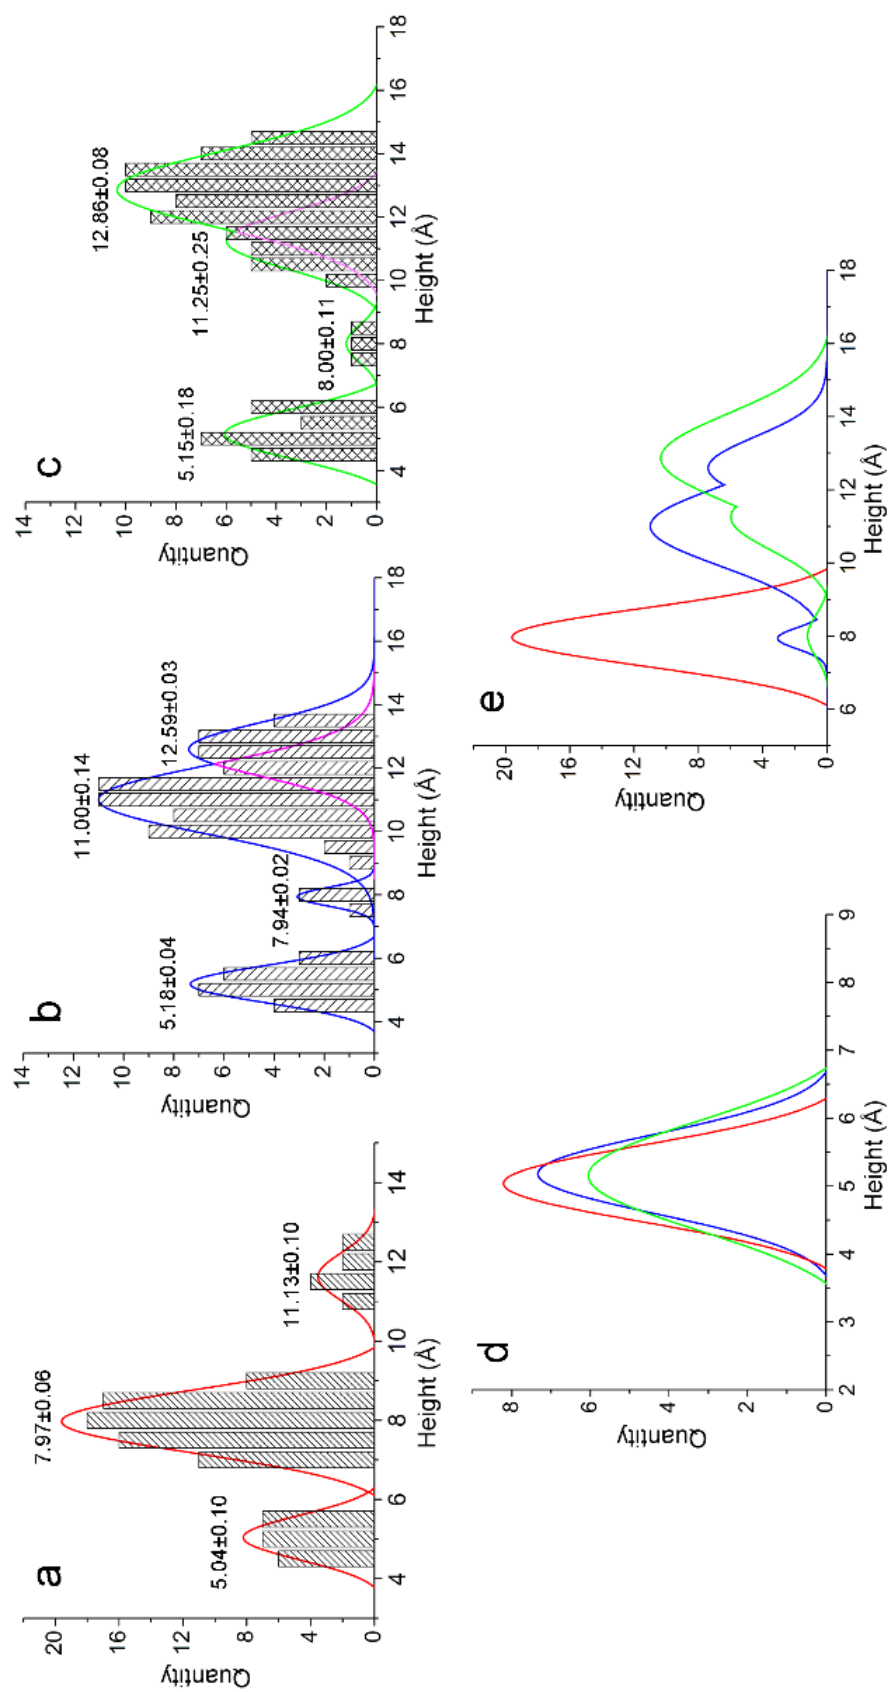 a
5.04±0.10
7.97±0.06
11.13±0.10
Quantity
20
16
12
8
4
0
4 6 8 10 12 14
Height (Å)
b
5.18±0.04
7.94±0.02
11.00±0.14
12.59±0.03
Quantity
14
12
10
8
6
4
2
0
4 6 8 10 12 14 16 18
Height (Å)
c
5.15±0.18
8.00±0.11
11.25±0.25
12.86±0.08
Quantity
14
12
10
8
6
4
2
0
4 6 8 10 12 14 16 18
Height (Å)
d
Quantity
8
6
4
2
0
2 3 4 5 6 7 8 9
Height (Å)
e
Quantity
20
16
12
8
4
0
6 8 10 12 14 16 18
Height (Å)